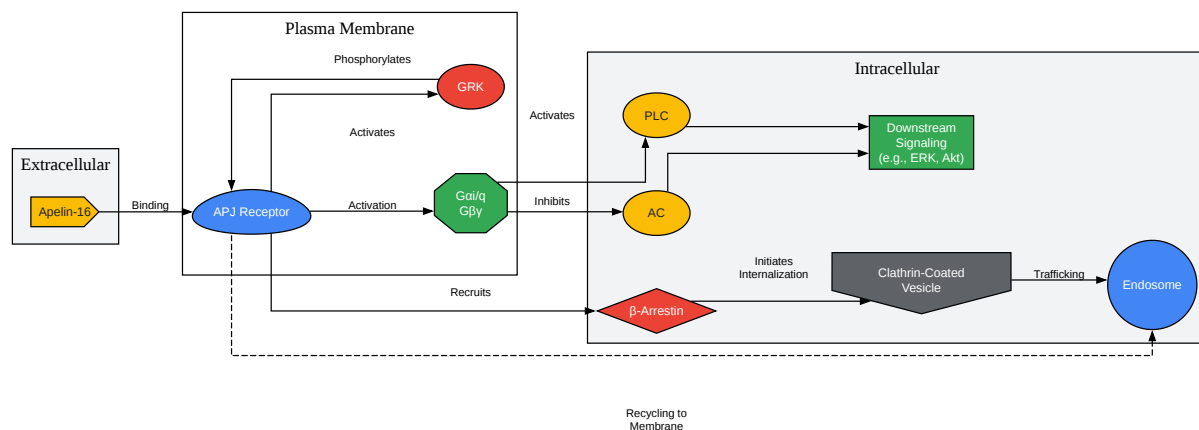 Plasma Membrane
Phosphorylates
GRK
Activates
Extracellular
Apelin-16
Binding
APJ Receptor
Activation
Gαi/q
Gβγ
Recruits
Activates
Inhibits
Intracellular
PLC
AC
Downstream
Signaling
(e.g., ERK, Akt)
β-Arrestin
Initiates
Internalization
Clathrin-Coated
Vesicle
Trafficking
Endosome
Recycling to
Membrane